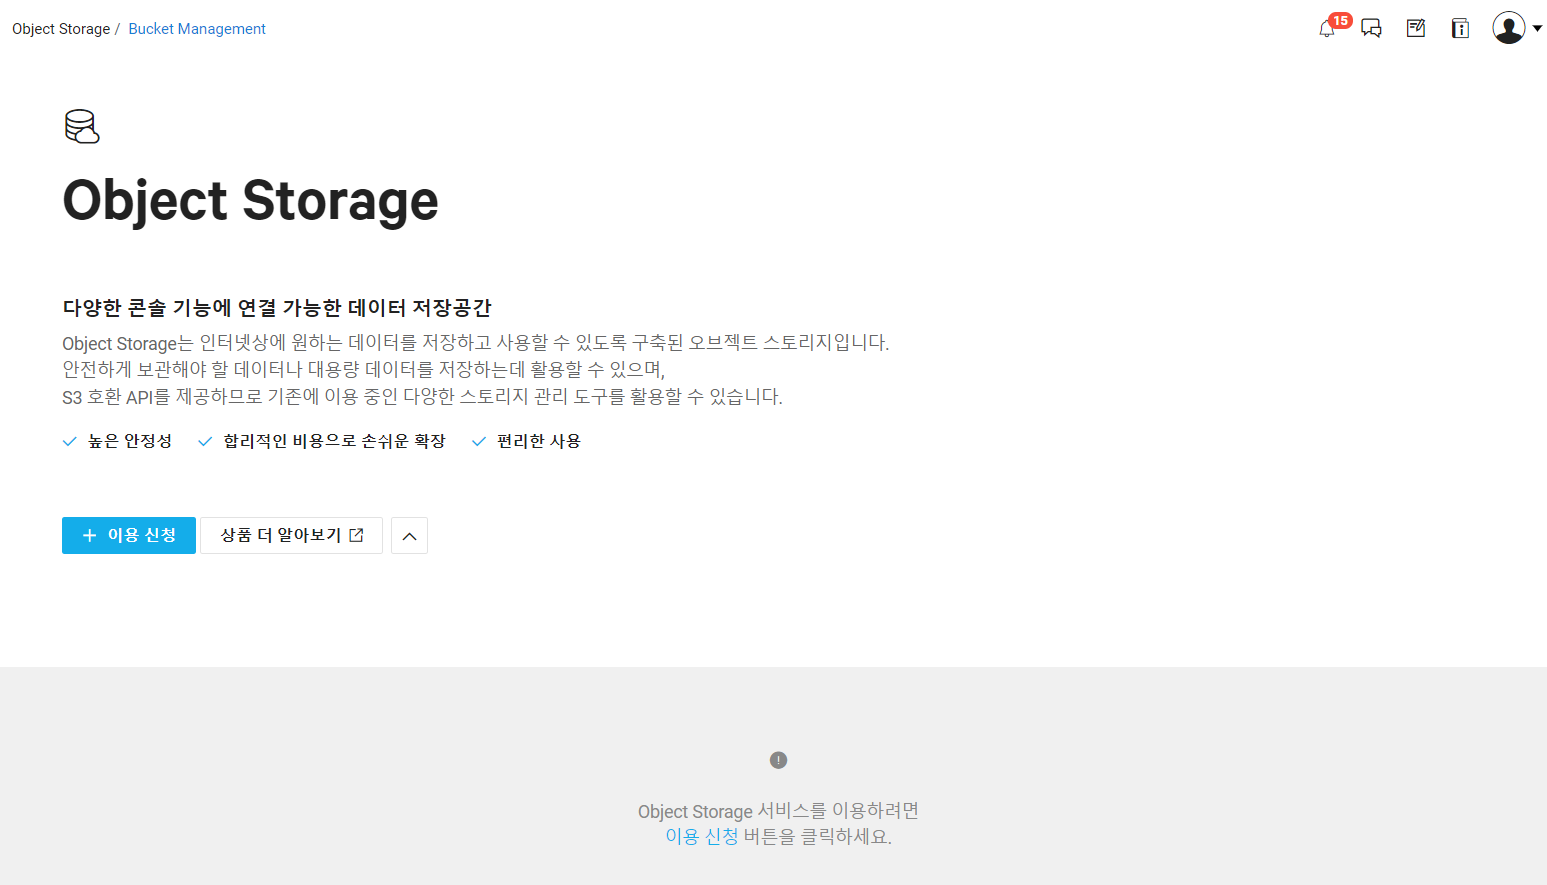 Object Storage / Bucket Management
15
Object Storage
다양한 콘솔 기능에 연결 가능한 데이터 저장공간
Object Storage는 인터넷상에 원하는 데이터를 저장하고 사용할 수 있도록 구축된 오브젝트 스토리지입니다.
안전하게 보관해야 할 데이터나 대용량 데이터를 저장하는데 활용할 수 있으며,
S3 호환 API를 제공하므로 기존에 이용 중인 다양한 스토리지 관리 도구를 활용할 수 있습니다.
높은 안정성 합리적인 비용으로 손쉬운 확장 편리한 사용
이용 신청 상품 더 알아보기
Object Storage 서비스를 이용하려면
이용 신청 버튼을 클릭하세요.